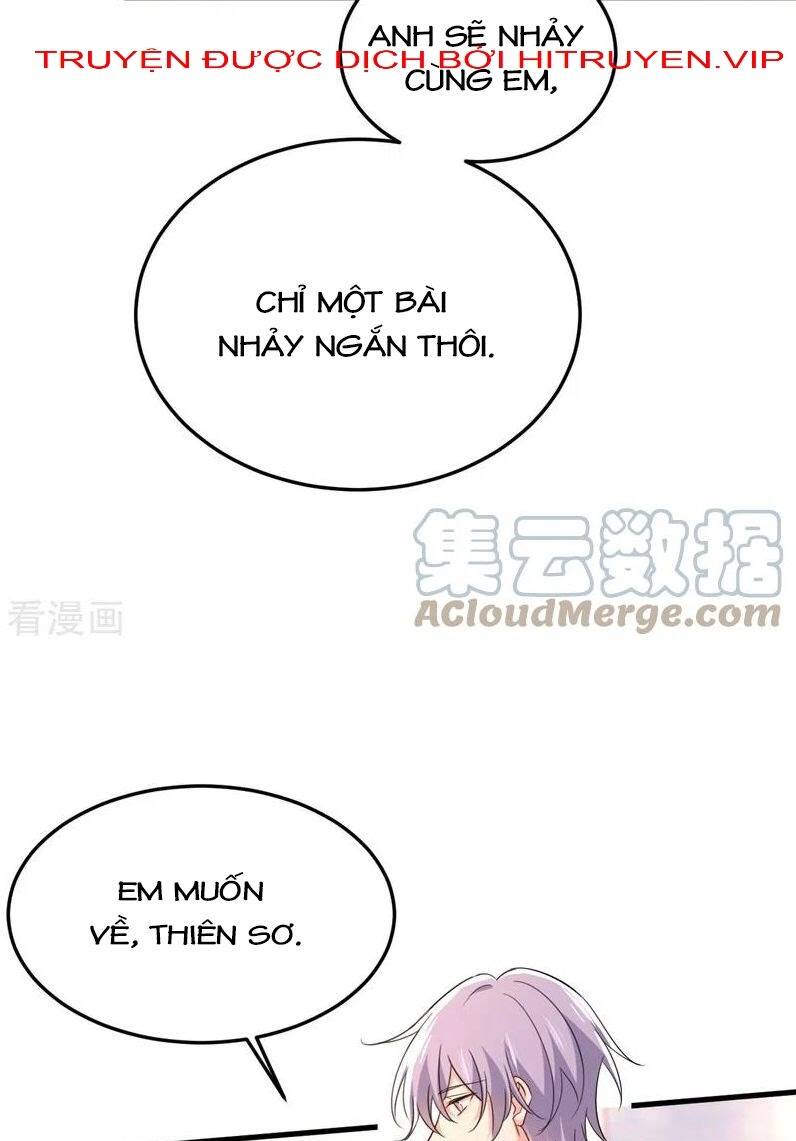 ANH SẼ NHẢY
TRUYỆN ĐƯỢC DỊCH BỞI HITRUYEN.VIP
CÙNG EM,
CHỈ MỘT BÀI
NHẢY NGẮN THÔI.
集云数据
ACloudMerge.com
看漫画
EM MUỐN
VỀ, THIÊN SƠ.